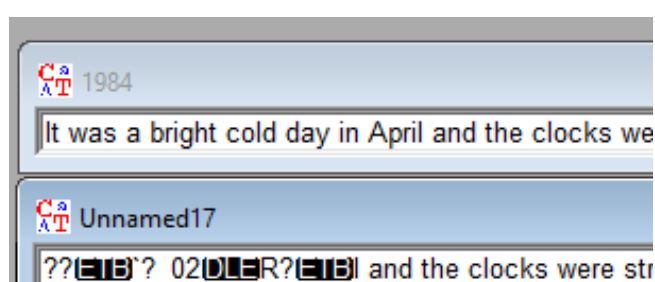 1984
It was a bright cold day in April and the clocks we
Unnamed17
??ETB`? 02DLER?ETBl and the clocks were str